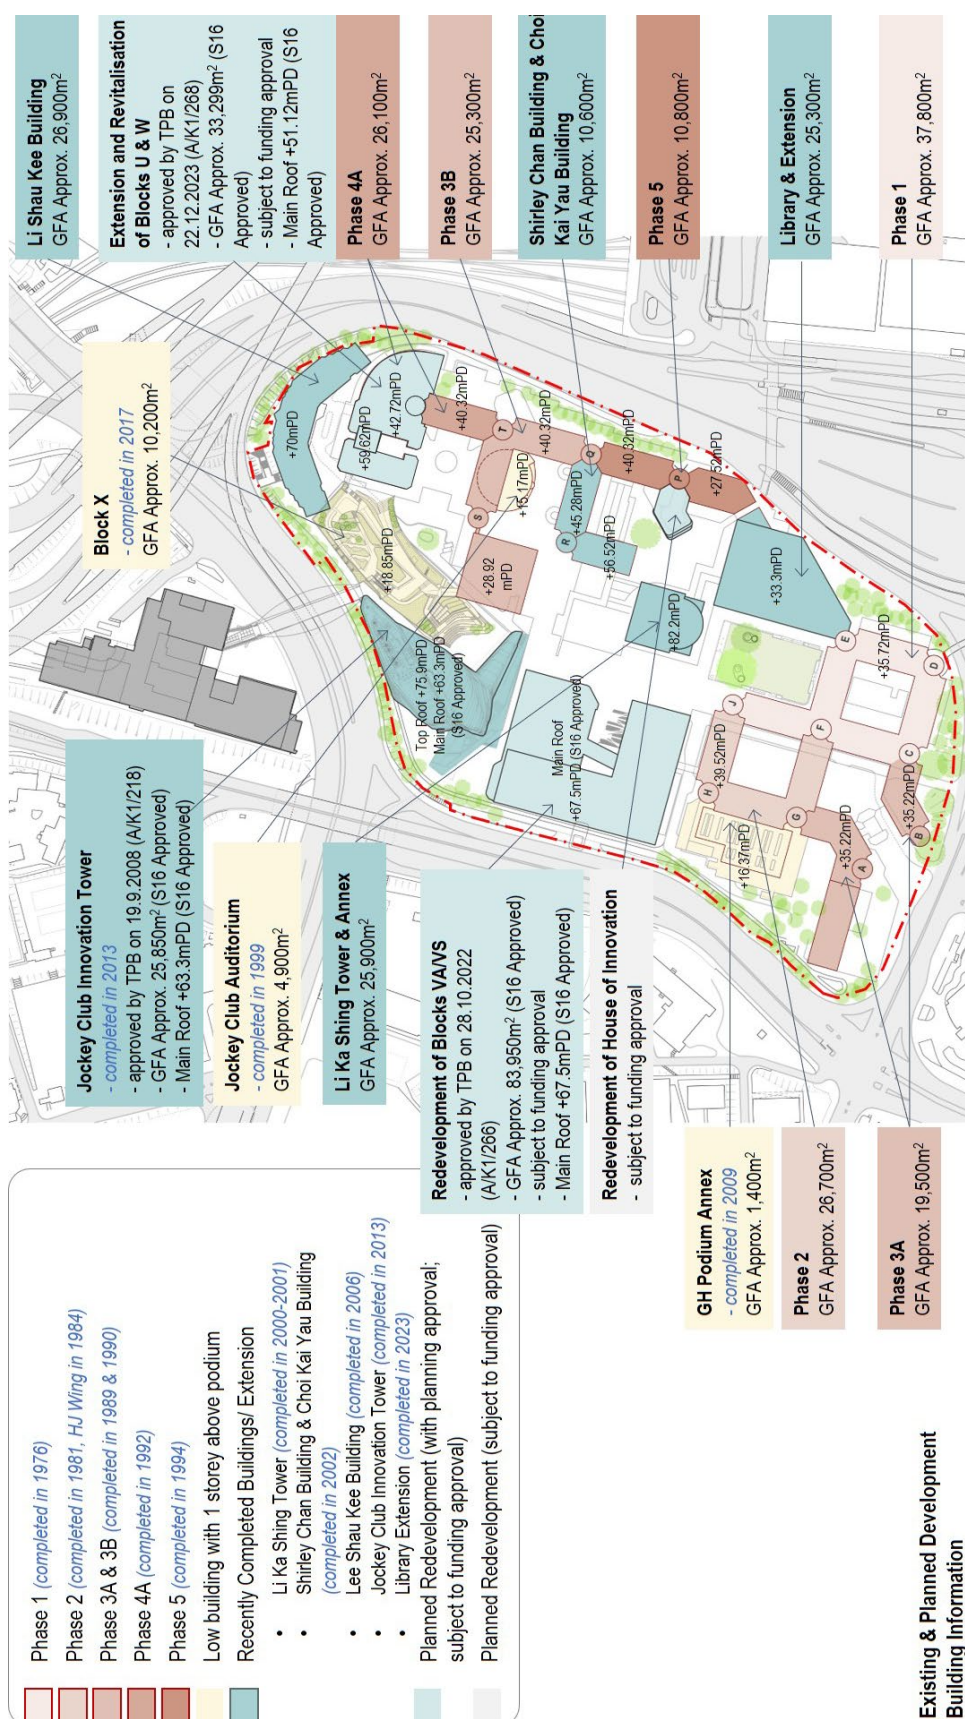 Existing & Planned Development
Building Information
Phase 1 (completed in 1976)
Phase 2 (completed in 1981, HJ Wing in 1984)
Phase 3A & 3B (completed in 1989 & 1990)
Phase 4A (completed in 1992)
Phase 5 (completed in 1994)
Low building with 1 storey above podium
Recently Completed Buildings/ Extension
• Li Ka Shing Tower (completed in 2000-2001)
• Shirley Chan Building & Choi Kai Yau Building
(completed in 2002)
• Lee Shau Kee Building (completed in 2006)
• Jockey Club Innovation Tower (completed in 2013)
• Library Extension (completed in 2023)
Planned Redevelopment (with planning approval;
subject to funding approval)
Planned Redevelopment (subject to funding approval)
Jockey Club Innovation Tower
- completed in 2013
- approved by TPB on 19.9.2008 (A/K1/218)
- GFA Approx. 25,850m² (S16 Approved)
- Main Roof +63.3mPD (S16 Approved)
Jockey Club Auditorium
- completed in 1999
GFA Approx. 4,900m²
Li Ka Shing Tower & Annex
GFA Approx. 25,900m²
Redevelopment of Blocks VA/VS
- approved by TPB on 28.10.2022
(A/K1/266)
- GFA Approx. 83,950m² (S16 Approved)
- subject to funding approval
- Main Roof +67.5mPD (S16 Approved)
Redevelopment of House of Innovation
- subject to funding approval
GH Podium Annex
- completed in 2009
GFA Approx. 1,400m²
Phase 2
GFA Approx. 26,700m²
Phase 3A
GFA Approx. 19,500m²
Block X
- completed in 2017
GFA Approx. 10,200m²
Li Shau Kee Building
GFA Approx. 26,900m²
Extension and Revitalisation
of Blocks U & W
- approved by TPB on
22.12.2023 (A/K1/268)
- GFA Approx. 33,299m² (S16
Approved)
- subject to funding approval
- Main Roof +51.12mPD (S16
Approved)
Phase 4A
GFA Approx. 26,100m²
Phase 3B
GFA Approx. 25,300m²
Shirley Chan Building & Choi
Kai Yau Building
GFA Approx. 10,600m²
Phase 5
GFA Approx. 10,800m²
Library & Extension
GFA Approx. 25,300m²
Phase 1
GFA Approx. 37,800m²
+70mPD
+59.62mPD
+42.72mPD
+40.32mPD
T
+18.85mPD
S
+15.17mPD
+40.32mPD
+28.92
mPD
Q
+45.28mPD
R
+56.52mPD
+40.32mPD
P
+27.52mPD
Top Roof +75.9mPD
Main Roof +63.3mPD
(S16 Approved)
+82.2mPD
+33.3mPD
Main Roof
+67.5mPD (S16 Approved)
E
J
+39.52mPD
H
F
+35.72mPD
D
G
+16.37mPD
C
+35.22mPD
A
+35.22mPD
B